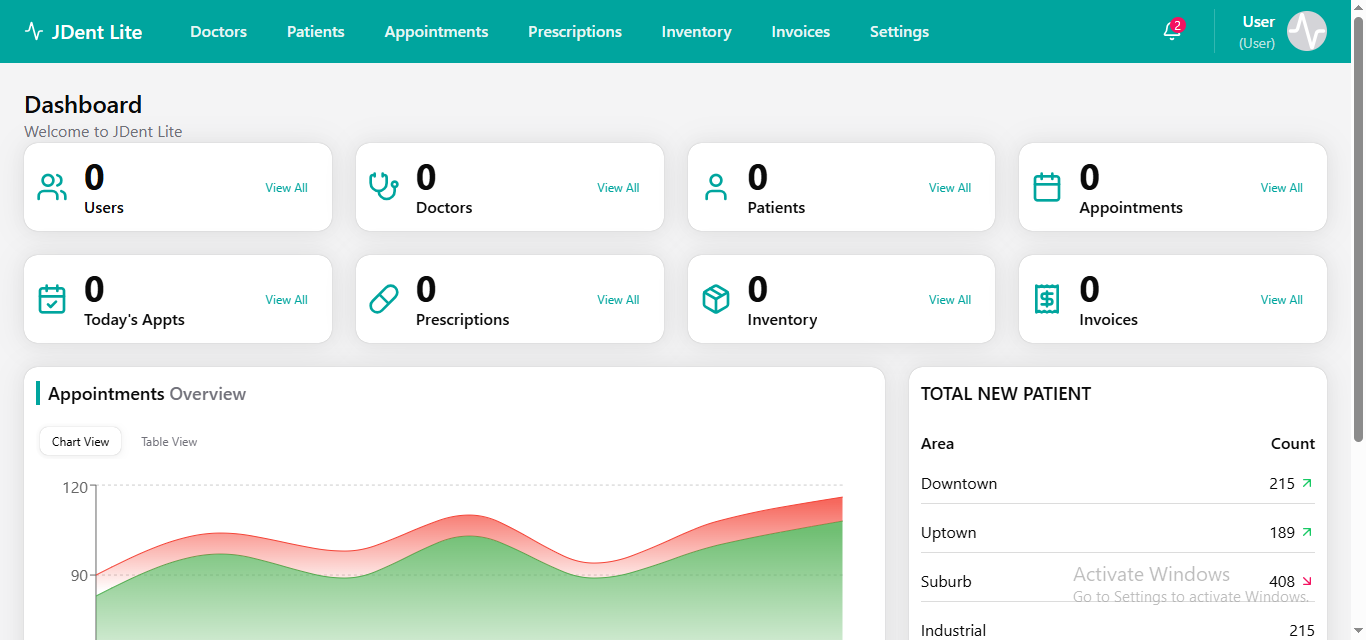 JDent Lite Doctors Patients Appointments Prescriptions Inventory Invoices Settings 2 User
(User)
Dashboard
Welcome to JDent Lite
0 View All 0 View All 0 View All 0 View All
Users Doctors Patients Appointments
0 View All 0 View All 0 View All 0 View All
Today's Appts Prescriptions Inventory Invoices
Appointments Overview
Chart View Table View
120
90
TOTAL NEW PATIENT
Area Count
Downtown 215
Uptown 189
Suburb 408
Industrial 215
Activate Windows
Go to Settings to activate Windows.